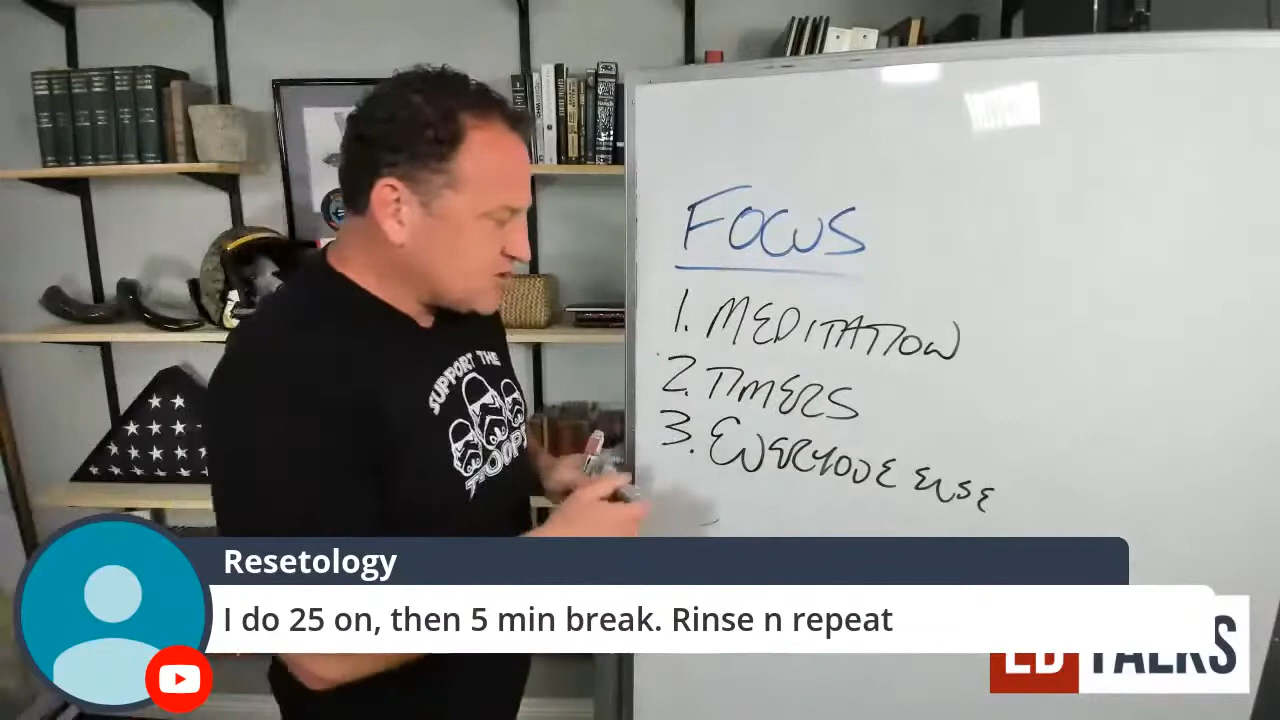 FOCUS
1. MEDITATION
2. TIMERS
3. EVERYONE ELSE
SUPPORT THE
TROOPS
Resetology
I do 25 on, then 5 min break. Rinse n repeat
ED TALKS